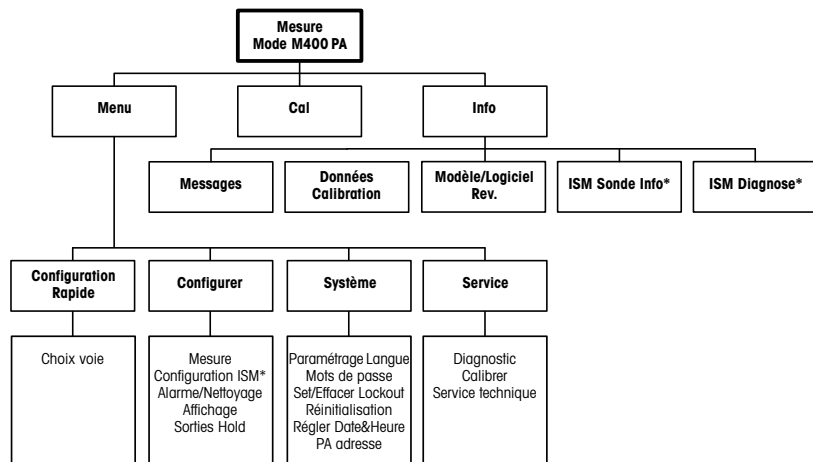 Mesure
Mode M400 PA
Menu
Cal
Info
Messages
Données
Calibration
Modèle/Logiciel
Rev.
ISM Sonde Info*
ISM Diagnose*
Configuration
Rapide
Configurer
Système
Service
Choix voie
Mesure
Configuration ISM*
Alarme/Nettoyage
Affichage
Sorties Hold
Paramétrage Langue
Mots de passe
Set/Effacer Lockout
Réinitialisation
Régler Date&Heure
PA adresse
Diagnostic
Calibrer
Service technique